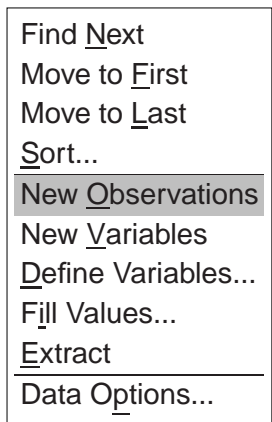 Find Next
Move to First
Move to Last
Sort...
New Observations
New Variables
Define Variables...
Fill Values...
Extract
Data Options...